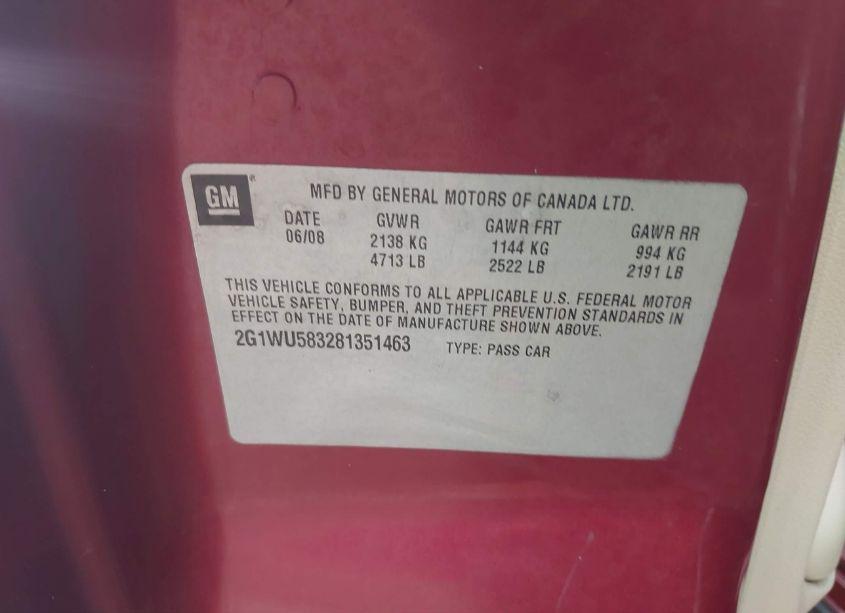 GM
MFD BY GENERAL MOTORS OF CANADA LTD.
DATE GVWR GAWR FRT GAWR RR
06/08 2138 KG 1144 KG 994 KG
4713 LB 2522 LB 2191 LB
THIS VEHICLE CONFORMS TO ALL APPLICABLE U.S. FEDERAL MOTOR
VEHICLE SAFETY, BUMPER, AND THEFT PREVENTION STANDARDS IN
EFFECT ON THE DATE OF MANUFACTURE SHOWN ABOVE.
2G1WU583281351463 TYPE: PASS CAR